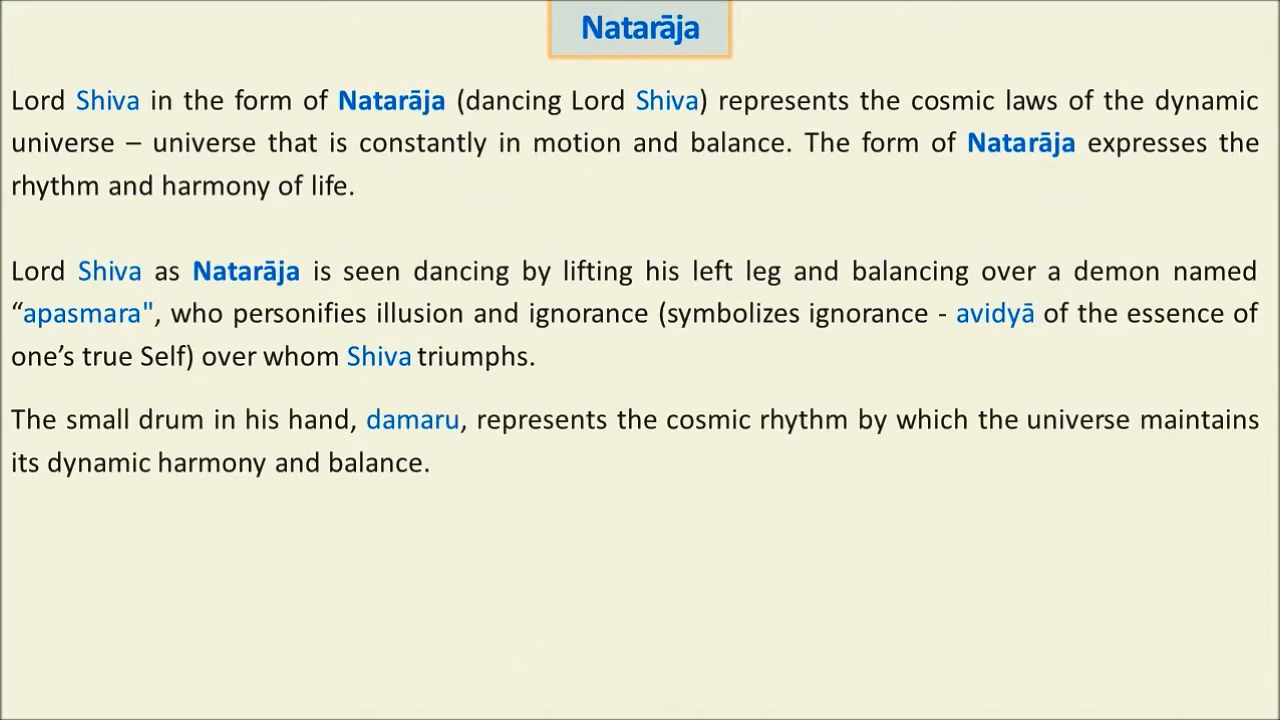 Natarāja
Lord Shiva in the form of Natarāja (dancing Lord Shiva) represents the cosmic laws of the dynamic
universe – universe that is constantly in motion and balance. The form of Natarāja expresses the
rhythm and harmony of life.
Lord Shiva as Natarāja is seen dancing by lifting his left leg and balancing over a demon named
“apasmara", who personifies illusion and ignorance (symbolizes ignorance - avidyā of the essence of
one’s true Self) over whom Shiva triumphs.
The small drum in his hand, damaru, represents the cosmic rhythm by which the universe maintains
its dynamic harmony and balance.